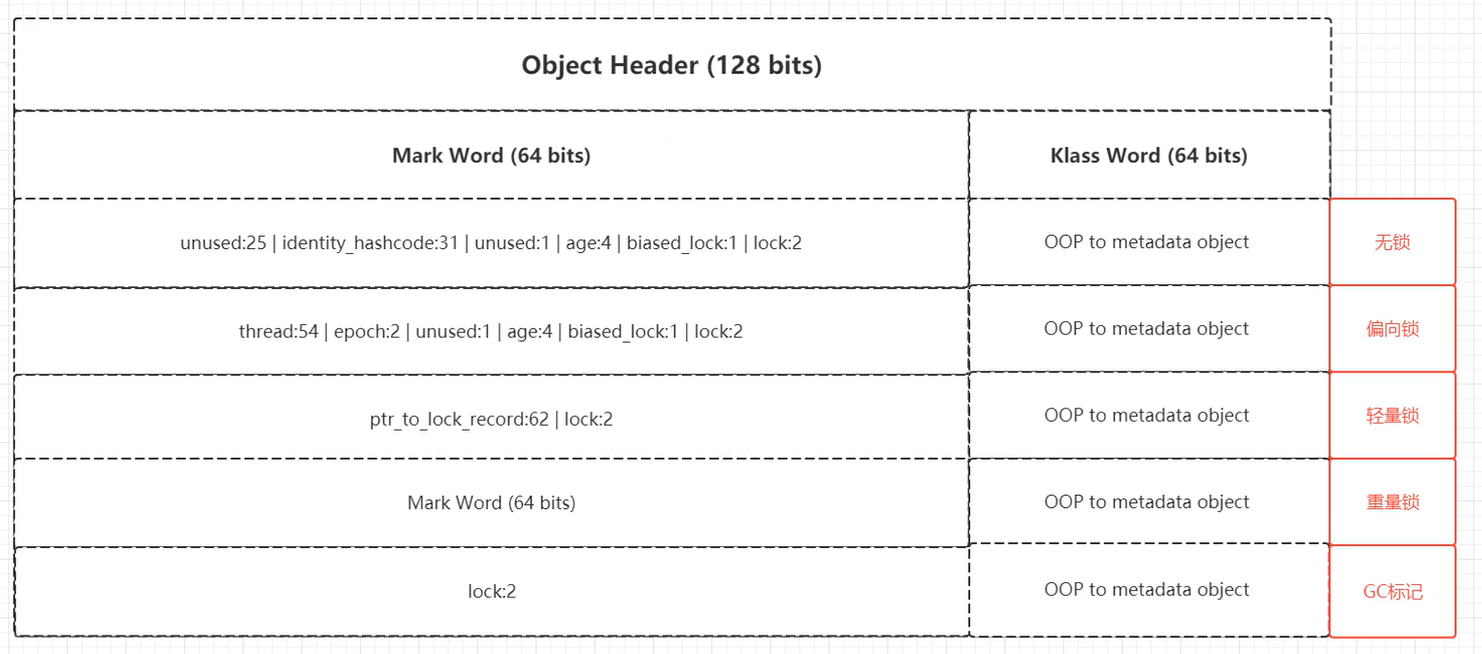 Object Header (128 bits)
Mark Word (64 bits)
Klass Word (64 bits)
unused:25 | identity_hashcode:31 | unused:1 | age:4 | biased_lock:1 | lock:2
OOP to metadata object
无锁
thread:54 | epoch:2 | unused:1 | age:4 | biased_lock:1 | lock:2
OOP to metadata object
偏向锁
ptr_to_lock_record:62 | lock:2
OOP to metadata object
轻量锁
Mark Word (64 bits)
OOP to metadata object
重量锁
lock:2
OOP to metadata object
GC标记